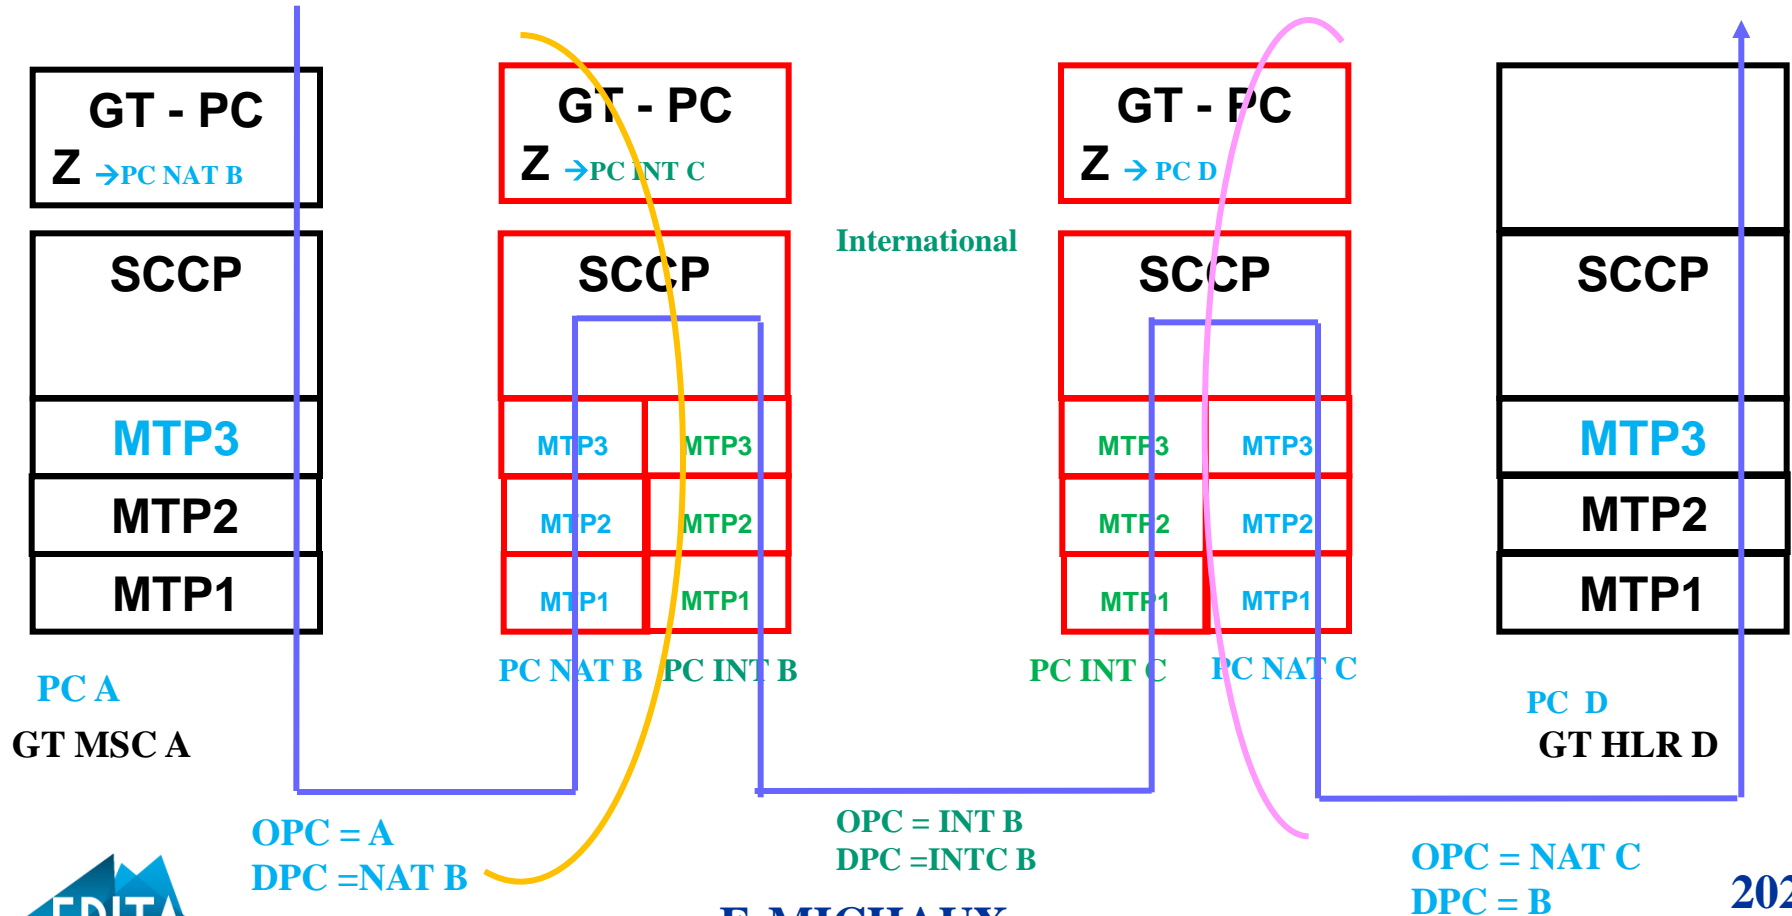 GT - PC
Z → PC NAT B
SCCP
MTP3
MTP2
MTP1
PC A
GT MSC A
OPC = A
DPC =NAT B
GT - PC
Z → PC INT C
SCCP
MTP3 MTP3
MTP2 MTP2
MTP1 MTP1
PC NAT B PC INT B
International
OPC = INT B
DPC =INTC B
GT - PC
Z → PC D
SCCP
MTP3 MTP3
MTP2 MTP2
MTP1 MTP1
PC INT C PC NAT C
SCCP
MTP3
MTP2
MTP1
PC D
GT HLR D
OPC = NAT C
DPC = B
EDITA
F. MICHAUX
202